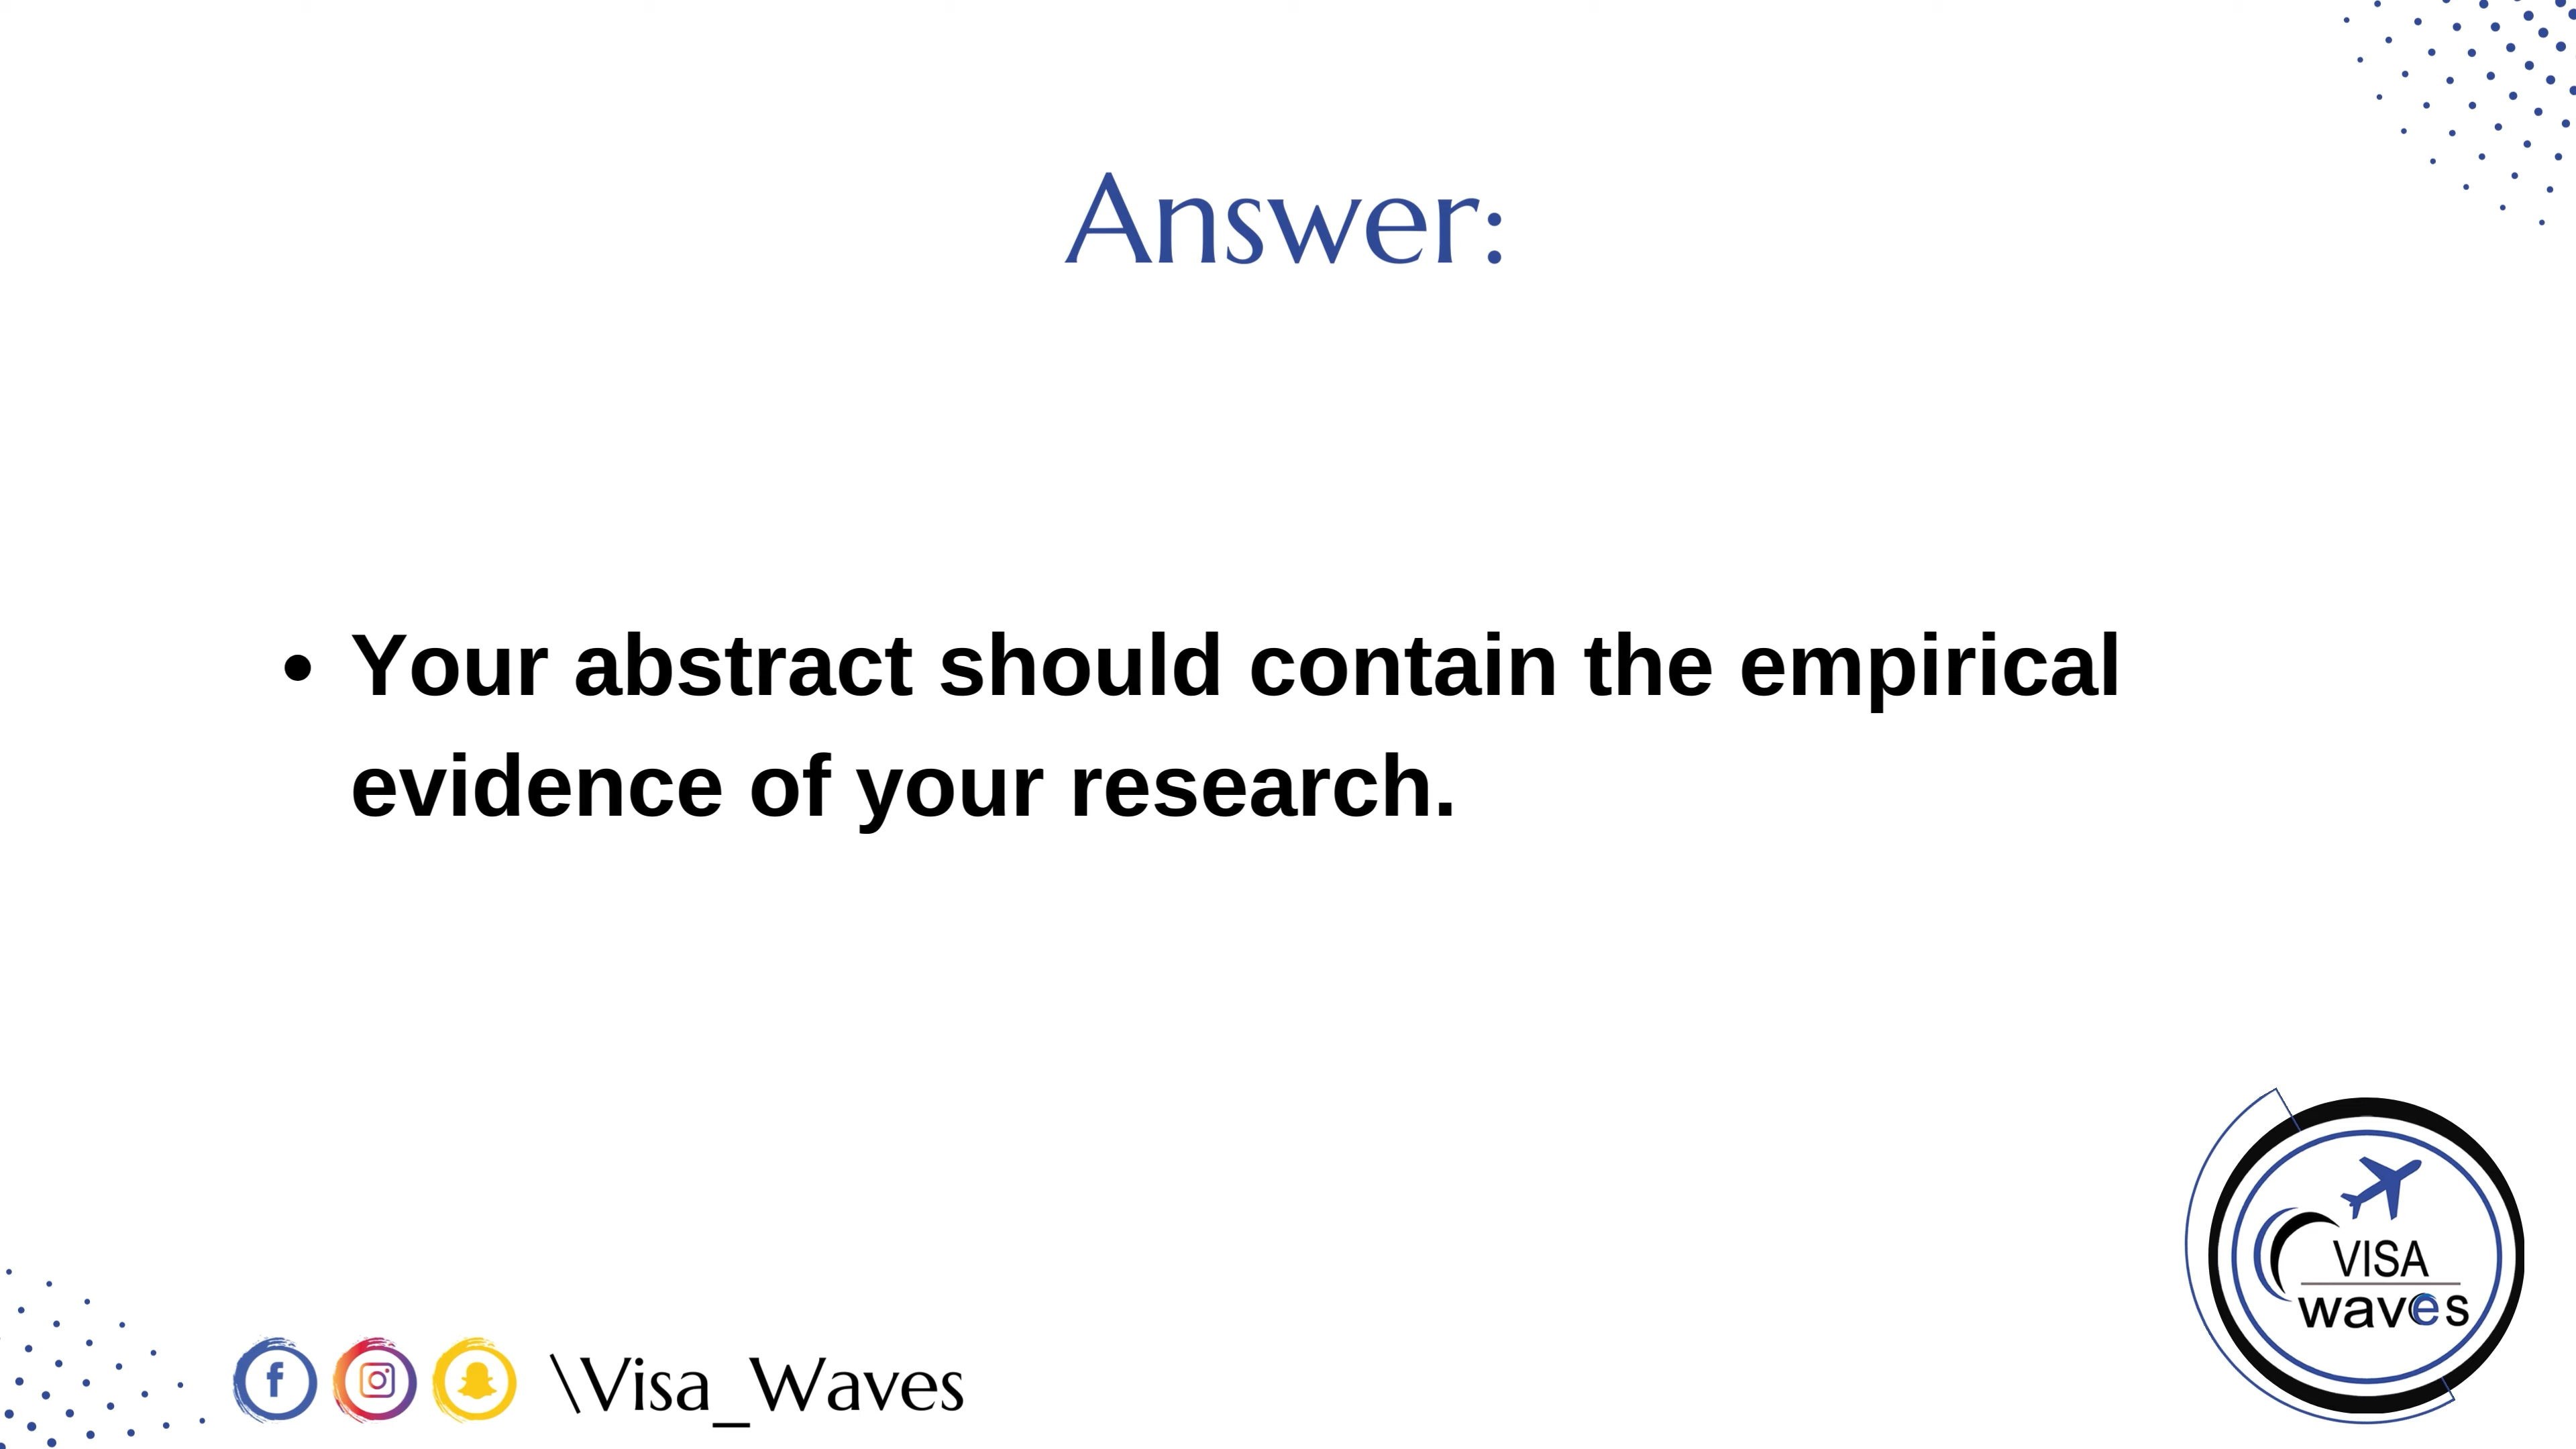 Answer:
• Your abstract should contain the empirical
evidence of your research.
VISA
waves
\Visa_Waves